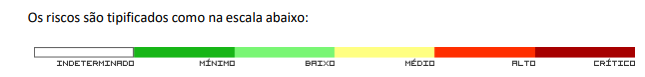 Os riscos são tipificados como na escala abaixo:
INDETERMINADO MÍNIMO BAIXO MÉDIO ALTO CRÍTICO